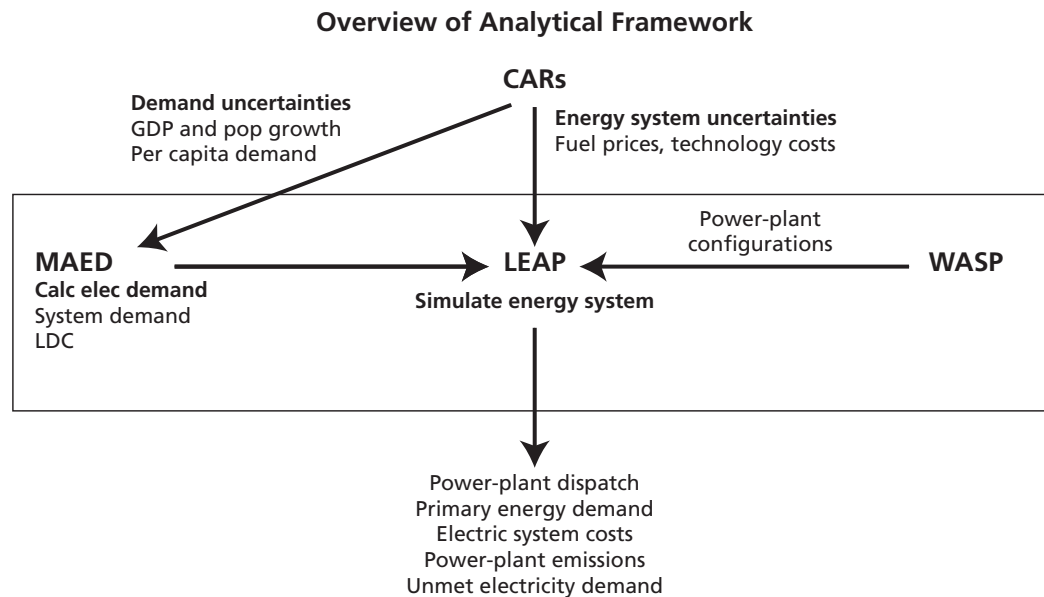 Overview of Analytical Framework
CARs
Demand uncertainties
GDP and pop growth
Per capita demand
Energy system uncertainties
Fuel prices, technology costs
Power-plant
configurations
MAED
Calc elec demand
System demand
LDC
LEAP
Simulate energy system
WASP
Power-plant dispatch
Primary energy demand
Electric system costs
Power-plant emissions
Unmet electricity demand